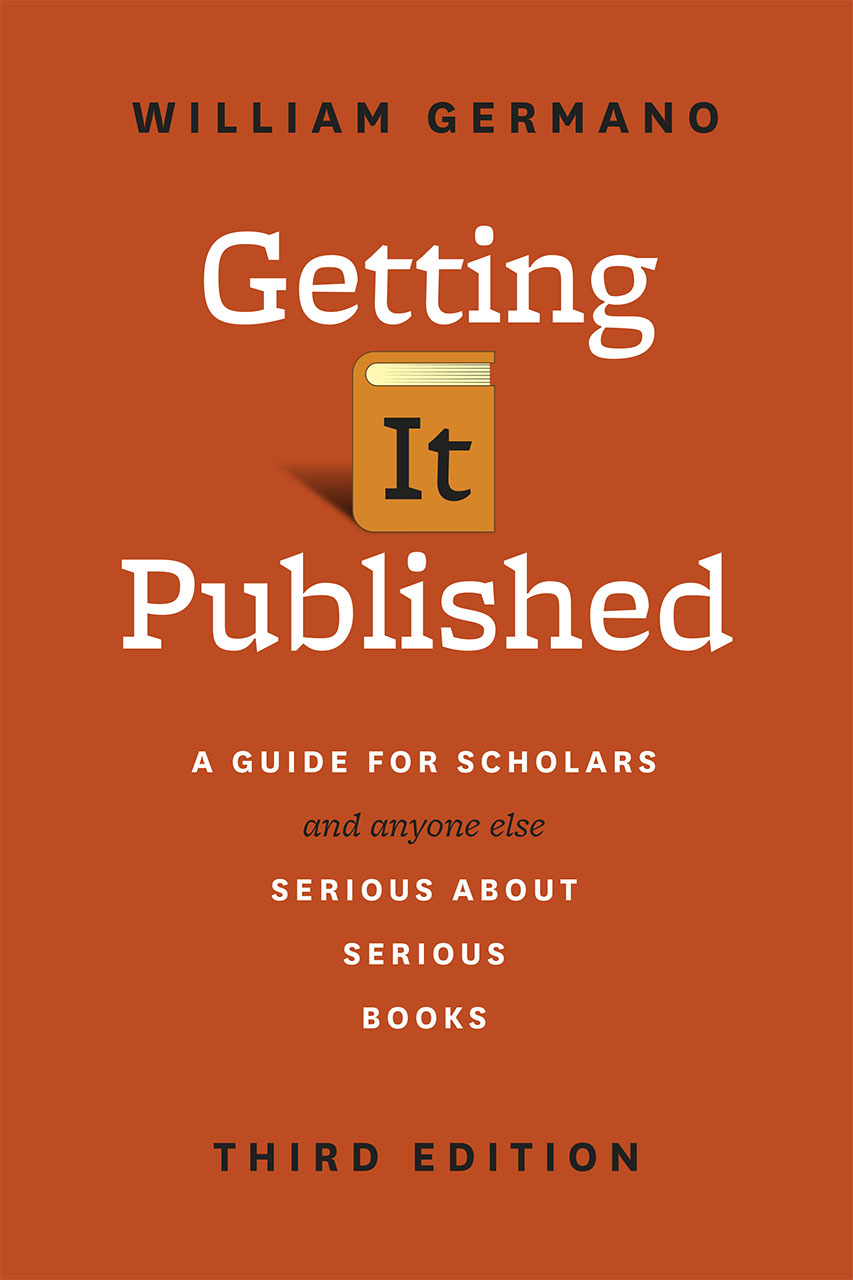 WILLIAM GERMANO
Getting
It
Published
A GUIDE FOR SCHOLARS
and anyone else
SERIOUS ABOUT
SERIOUS
BOOKS
THIRD EDITION